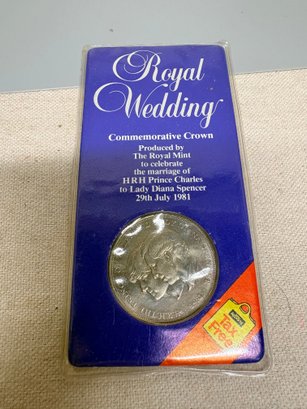 Royal
Wedding
Commemorative Crown
Produced by
The Royal Mint
to celebrate
the marriage of
HRH Prince Charles
to Lady Diana Spencer
29th July 1981
Tax
Free